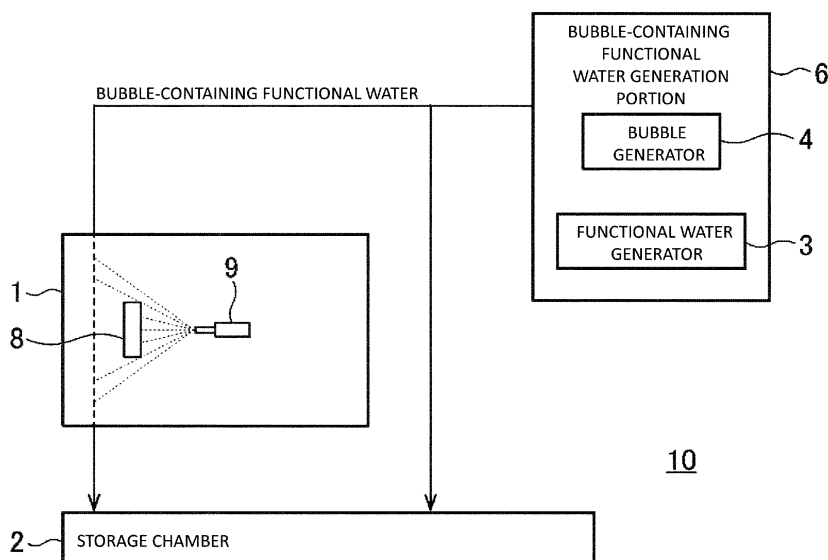 BUBBLE-CONTAINING
FUNCTIONAL
WATER GENERATION
PORTION
6
BUBBLE-CONTAINING FUNCTIONAL WATER
BUBBLE
GENERATOR
4
FUNCTIONAL WATER
GENERATOR
3
9
1
8
10
2
STORAGE CHAMBER